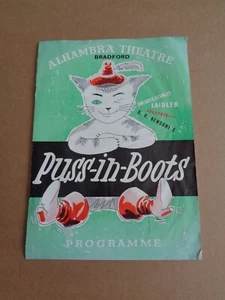 ALHAMBRA THEATRE
BRADFORD
LAIDLER
Puss-in-Boots
PROGRAMME